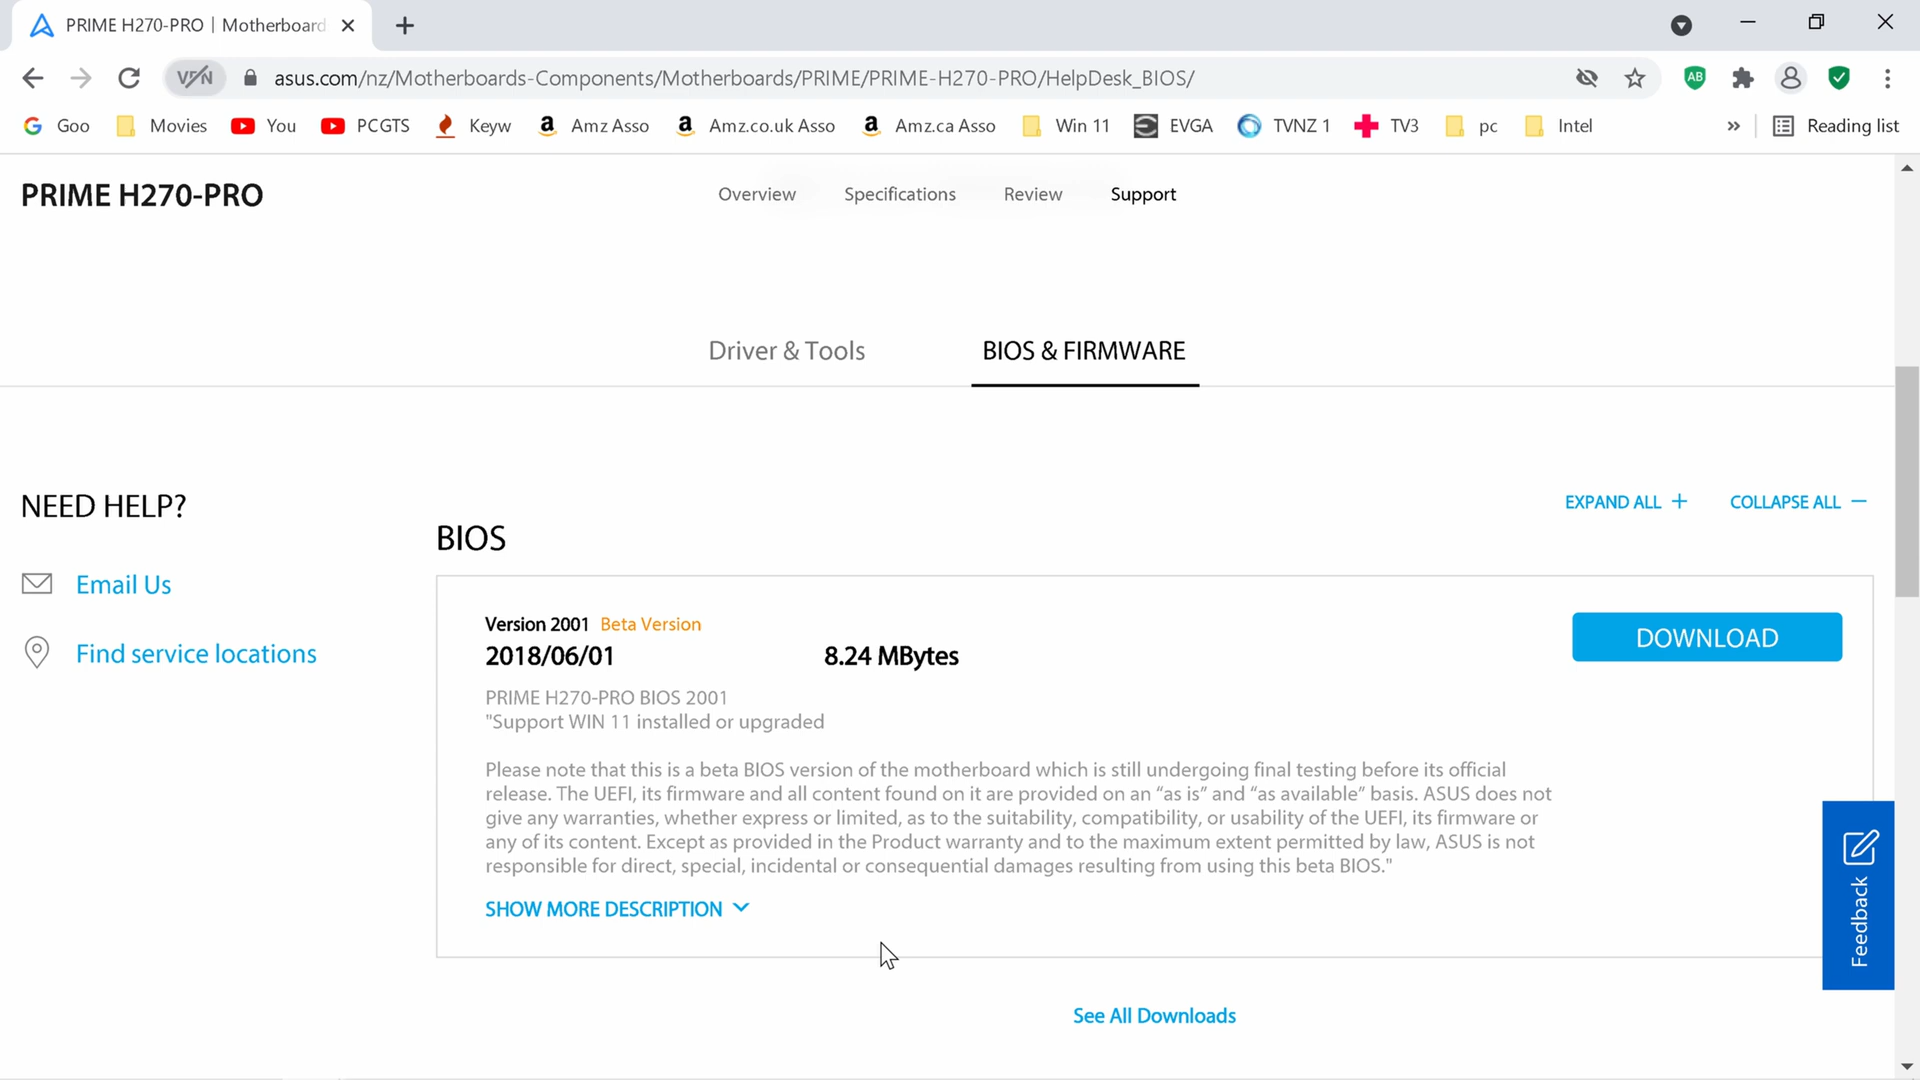 PRIME H270-PRO | Motherboard
VPN
asus.com/nz/Motherboards-Components/Motherboards/PRIME/PRIME-H270-PRO/HelpDesk_BIOS/
AB
Goo Movies You PCGTS Keyw Amz Asso Amz.co.uk Asso Amz.ca Asso Win 11 EVGA TVNZ 1 TV3 pc Intel » Reading list
PRIME H270-PRO
Overview Specifications Review Support
Driver & Tools BIOS & FIRMWARE
NEED HELP?
Email Us
Find service locations
EXPAND ALL + COLLAPSE ALL −
BIOS
Version 2001 Beta Version
2018/06/01 8.24 MBytes
DOWNLOAD
PRIME H270-PRO BIOS 2001
"Support WIN 11 installed or upgraded
Please note that this is a beta BIOS version of the motherboard which is still undergoing final testing before its official
release. The UEFI, its firmware and all content found on it are provided on an “as is” and “as available” basis. ASUS does not
give any warranties, whether express or limited, as to the suitability, compatibility, or usability of the UEFI, its firmware or
any of its content. Except as provided in the Product warranty and to the maximum extent permitted by law, ASUS is not
responsible for direct, special, incidental or consequential damages resulting from using this beta BIOS."
SHOW MORE DESCRIPTION
Feedback
See All Downloads